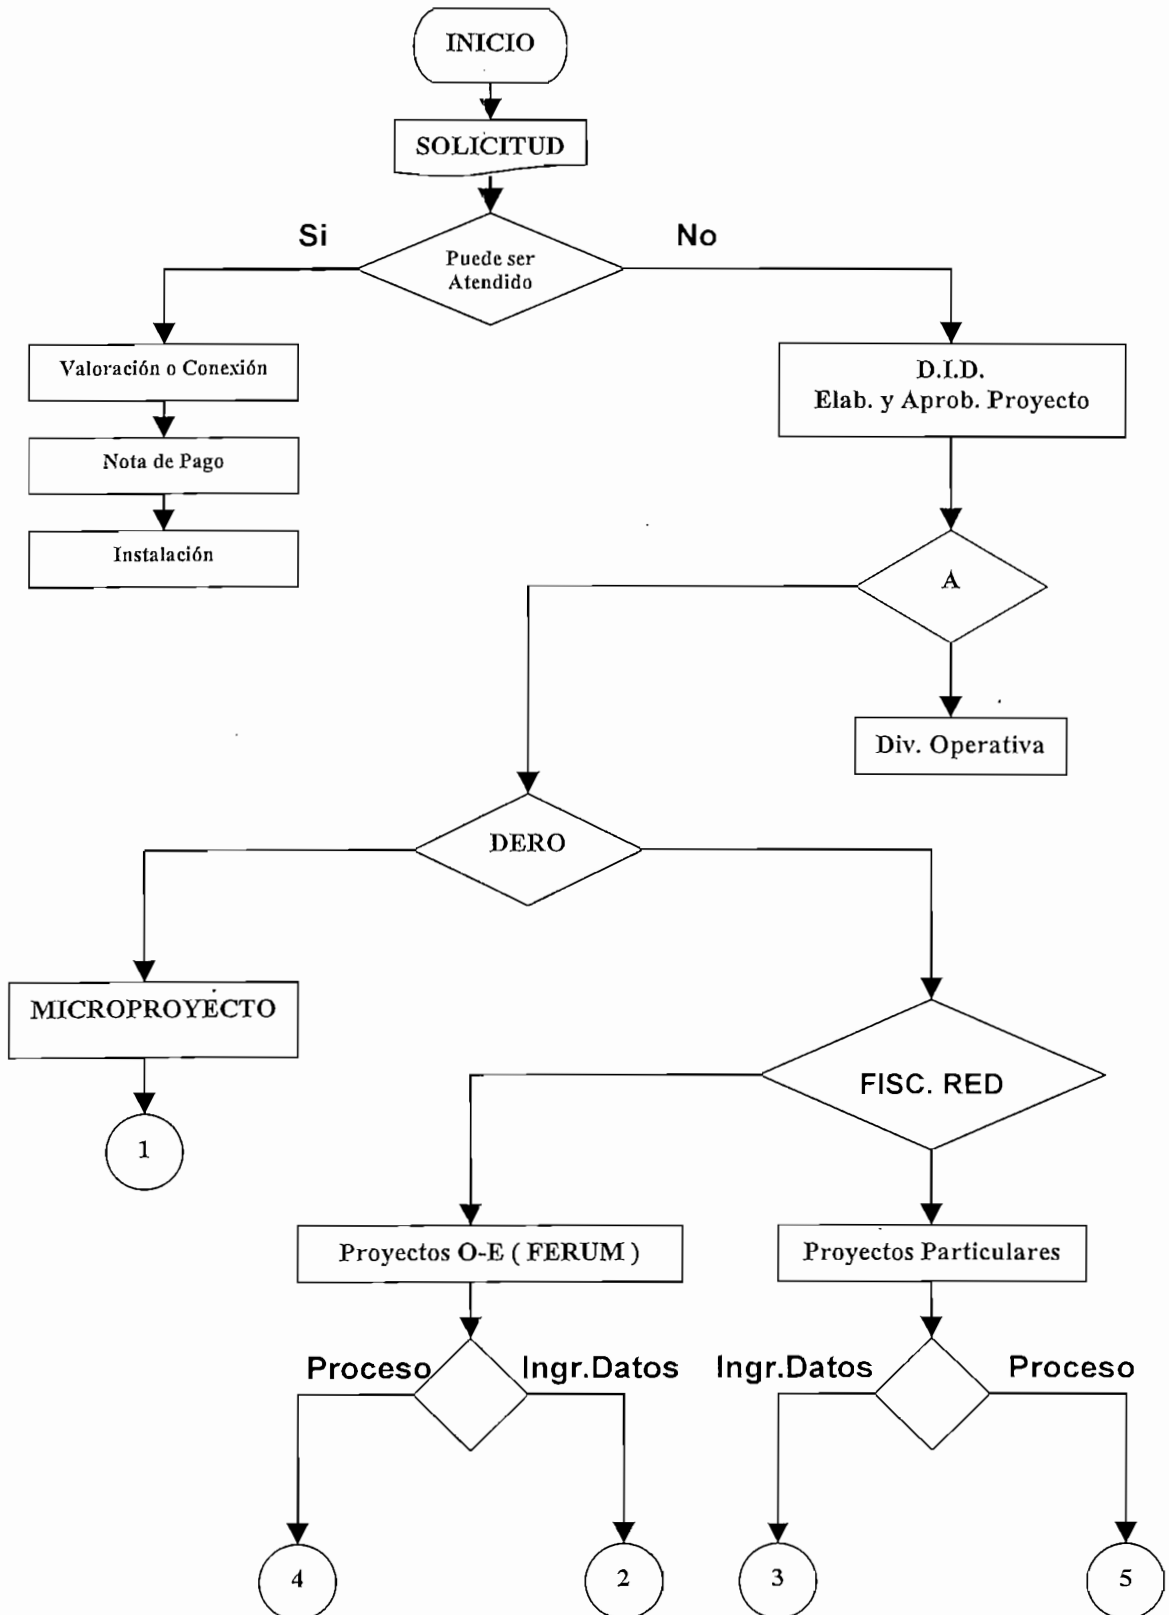 INICIO
SOLICITUD
Si
No
Puede ser
Atendido
Valoración o Conexión
D.I.D.
Elab. y Aprob. Proyecto
Nota de Pago
Instalación
A
Div. Operativa
DERO
MICROPROYECTO
FISC. RED
1
Proyectos O-E ( FERUM )
Proyectos Particulares
Proceso
Ingr.Datos
Ingr.Datos
Proceso
4
2
3
5